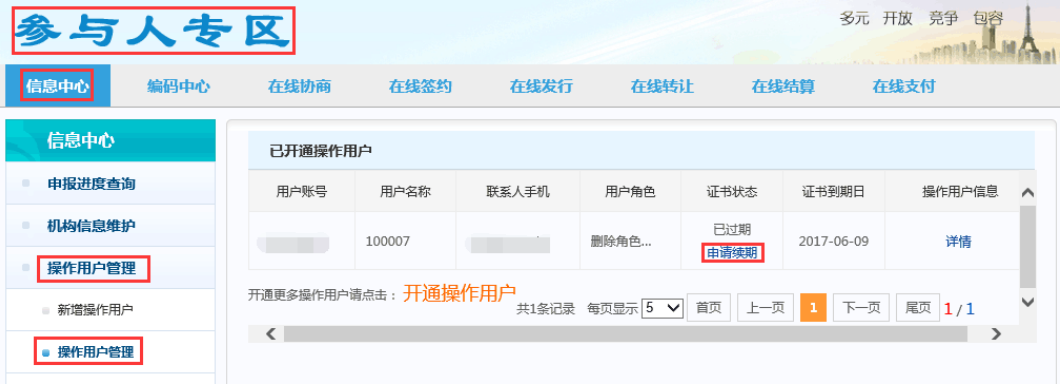 参与人专区
多元 开放 竞争 包容
信息中心 编码中心 在线协商 在线签约 在线发行 在线转让 在线结算 在线支付
信息中心
申报进度查询
机构信息维护
操作用户管理
新增操作用户
操作用户管理
已开通操作用户
用户账号 用户名称 联系人手机 用户角色 证书状态 证书到期日 操作用户信息
100007 删除角色... 已过期 2017-06-09 详情
申请续期
开通更多操作用户请点击： 开通操作用户
共1条记录 每页显示 5 首页 上一页 1 下一页 尾页 1 / 1